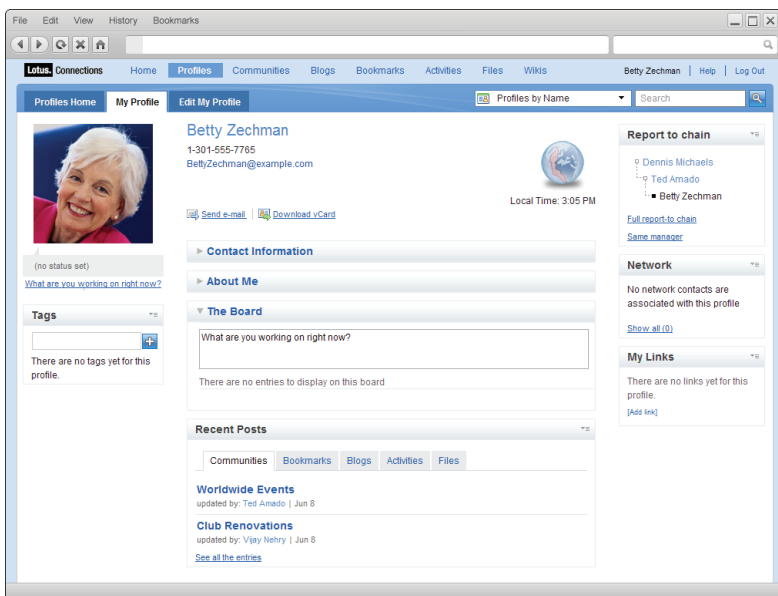 File Edit View History Bookmarks
Lotus. Connections Home Profiles Communities Blogs Bookmarks Activities Files Wikis Betty Zechman | Help | Log Out
Profiles Home My Profile Edit My Profile Profiles by Name Search
Betty Zechman
1-301-555-7765
BettyZechman@example.com
Local Time: 3:05 PM
Send e-mail Download vCard
(no status set)
What are you working on right now?
Tags
There are no tags yet for this
profile.
Contact Information
About Me
The Board
What are you working on right now?
There are no entries to display on this board
Recent Posts
Communities Bookmarks Blogs Activities Files
Worldwide Events
updated by: Ted Amado | Jun 8
Club Renovations
updated by: Vijay Nehry | Jun 8
See all the entries
Report to chain
Dennis Michaels
Ted Amado
Betty Zechman
Full report-to chain
Same manager
Network
No network contacts are
associated with this profile
Show all (0)
My Links
There are no links yet for this
profile.
[Add link]